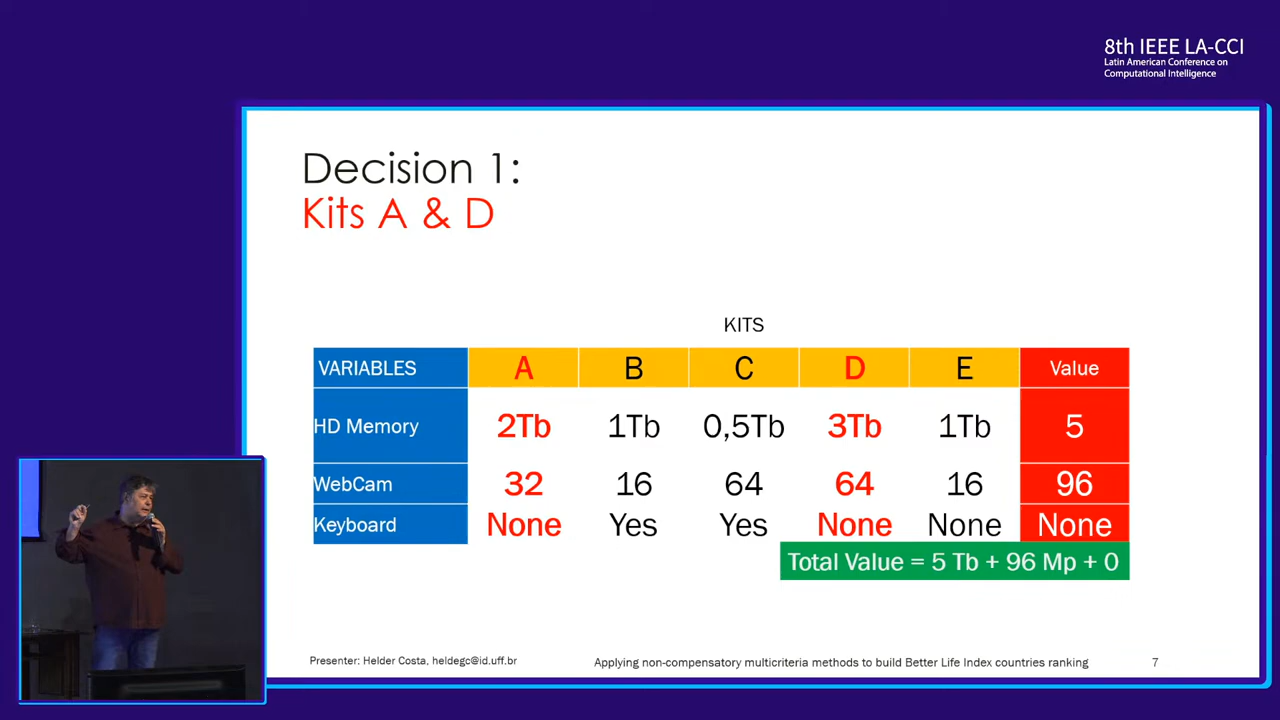 8th IEEE LA-CCI
Latin American Conference on
Computational Intelligence
Decision 1:
Kits A & D
KITS
VARIABLES A B C D E Value
HD Memory 2Tb 1Tb 0,5Tb 3Tb 1Tb 5
WebCam 32 16 64 64 16 96
Keyboard None Yes Yes None None None
Total Value = 5 Tb + 96 Mp + 0
Presenter: Helder Costa, heldegc@id.uff.br
Applying non-compensatory multicriteria methods to build Better Life Index countries ranking
7